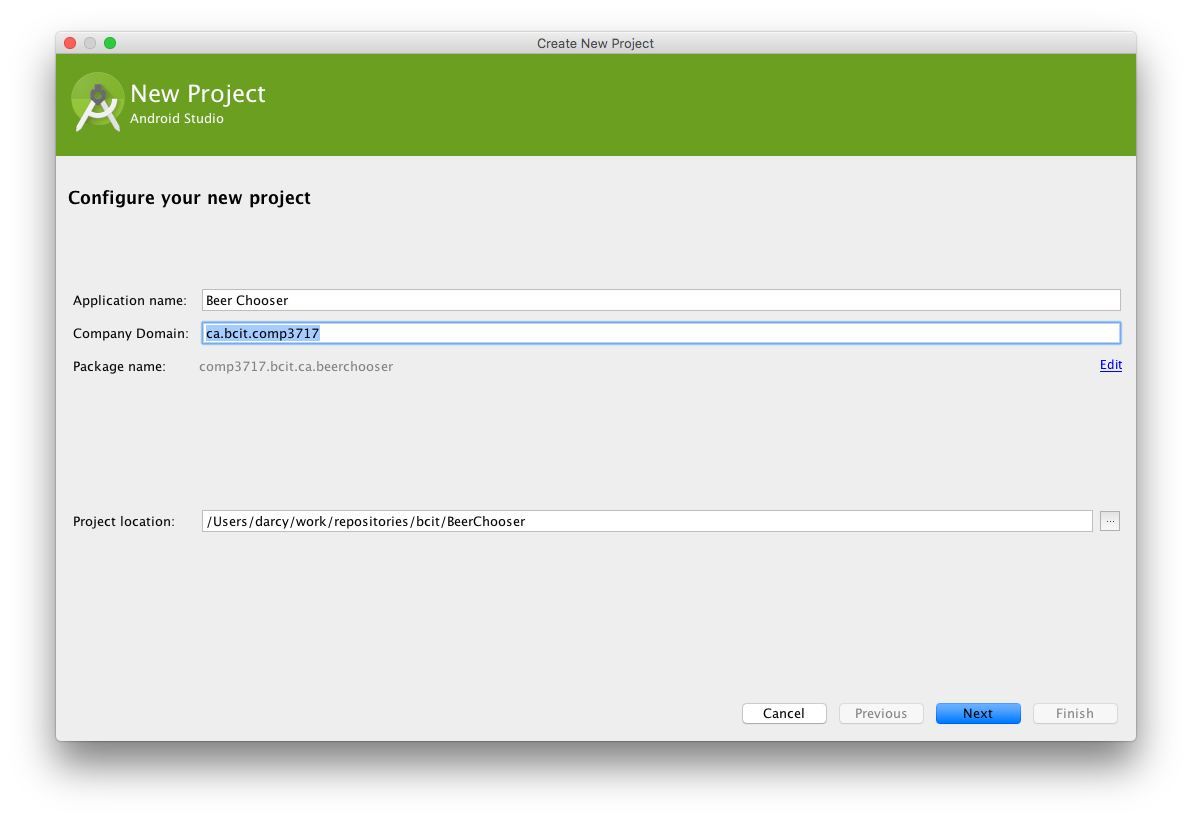 Create New Project
New Project
Android Studio
Configure your new project
Application name: Beer Chooser
Company Domain: ca.bcit.comp3717
Package name: comp3717.bcit.ca.beerchooser Edit
Project location: /Users/darcy/work/repositories/bcit/BeerChooser ...
Cancel Previous Next Finish